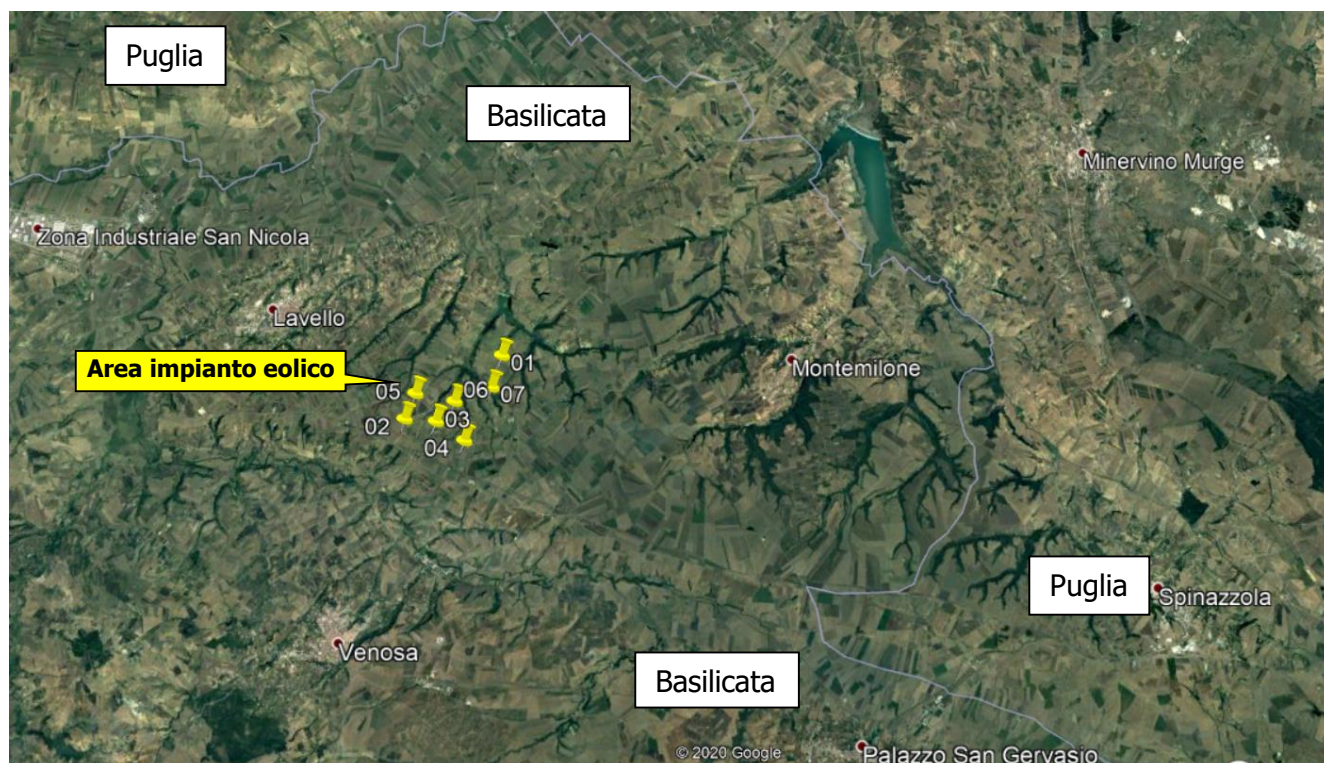 Puglia
Basilicata
Minervino Murge
Zona Industriale San Nicola
Lavello
Area impianto eolico
01
Montemilone
05
06
07
02
03
04
Puglia
Spinazzola
Venosa
Basilicata
© 2020 Google
Palazzo San Gervasio